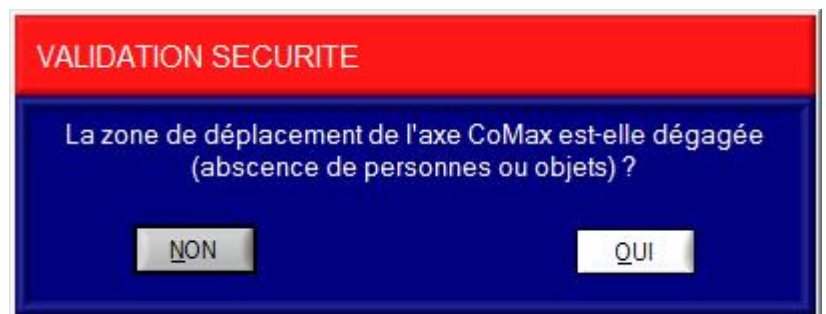 VALIDATION SECURITE
La zone de déplacement de l'axe CoMax est-elle dégagée
(abscence de personnes ou objets) ?
NON
OUI